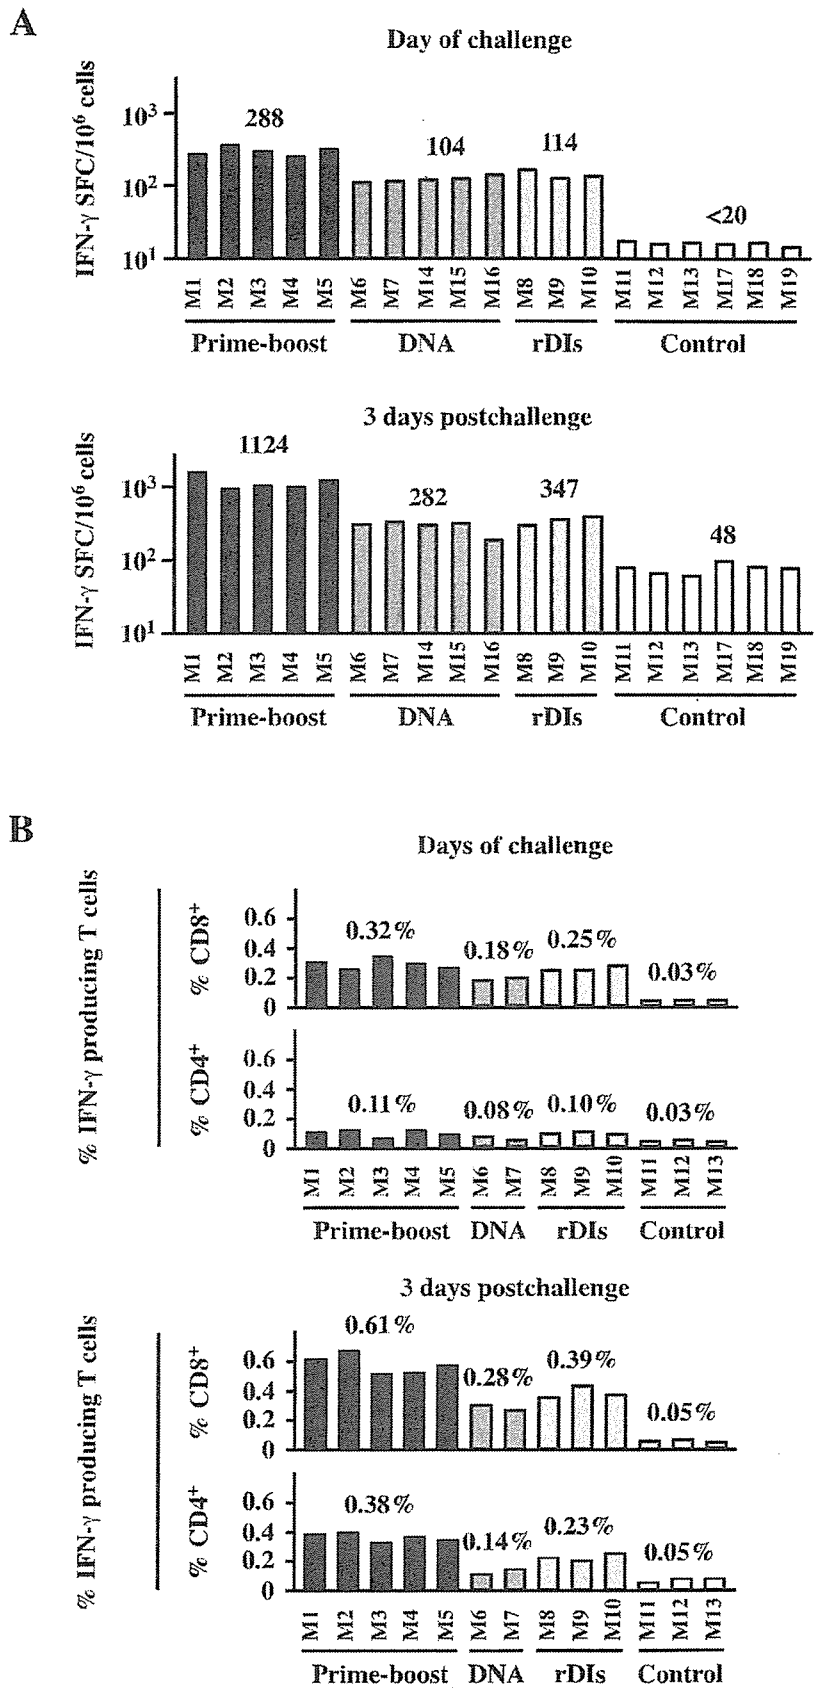 A
Day of challenge
IFN-γ SFC/10⁶ cells
10³
10²
10¹
288
104
114
<20
M1 M2 M3 M4 M5 M6 M7 M14 M15 M16 M8 M9 M10 M11 M12 M13 M17 M18 M19
Prime-boost DNA rDIs Control
3 days postchallenge
IFN-γ SFC/10⁶ cells
10³
10²
10¹
1124
282
347
48
M1 M2 M3 M4 M5 M6 M7 M14 M15 M16 M8 M9 M10 M11 M12 M13 M17 M18 M19
Prime-boost DNA rDIs Control
B
Days of challenge
% IFN-γ producing T cells
% CD8⁺
0.6
0.4
0.2
0
0.32% 0.18% 0.25% 0.03%
% CD4⁺
0.6
0.4
0.2
0
0.11% 0.08% 0.10% 0.03%
M1 M2 M3 M4 M5 M6 M7 M8 M9 M10 M11 M12 M13
Prime-boost DNA rDIs Control
3 days postchallenge
% IFN-γ producing T cells
% CD8⁺
0.6
0.4
0.2
0
0.61% 0.28% 0.39% 0.05%
% CD4⁺
0.6
0.4
0.2
0
0.38% 0.14% 0.23% 0.05%
M1 M2 M3 M4 M5 M6 M7 M8 M9 M10 M11 M12 M13
Prime-boost DNA rDIs Control